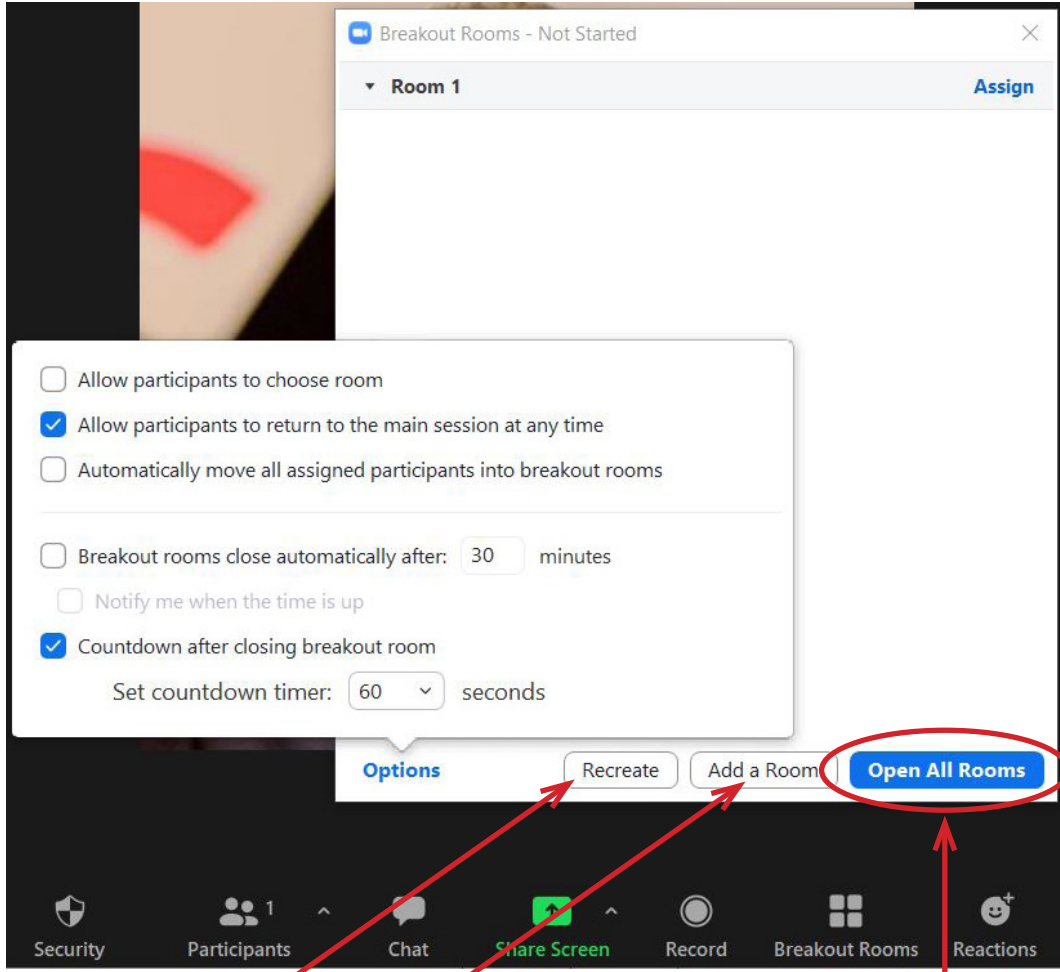 Breakout Rooms - Not Started
Room 1 Assign
Allow participants to choose room
Allow participants to return to the main session at any time
Automatically move all assigned participants into breakout rooms
Breakout rooms close automatically after: 30 minutes
Notify me when the time is up
Countdown after closing breakout room
Set countdown timer: 60 seconds
Options Recreate Add a Room Open All Rooms
1
Security Participants Chat Share Screen Record Breakout Rooms Reactions